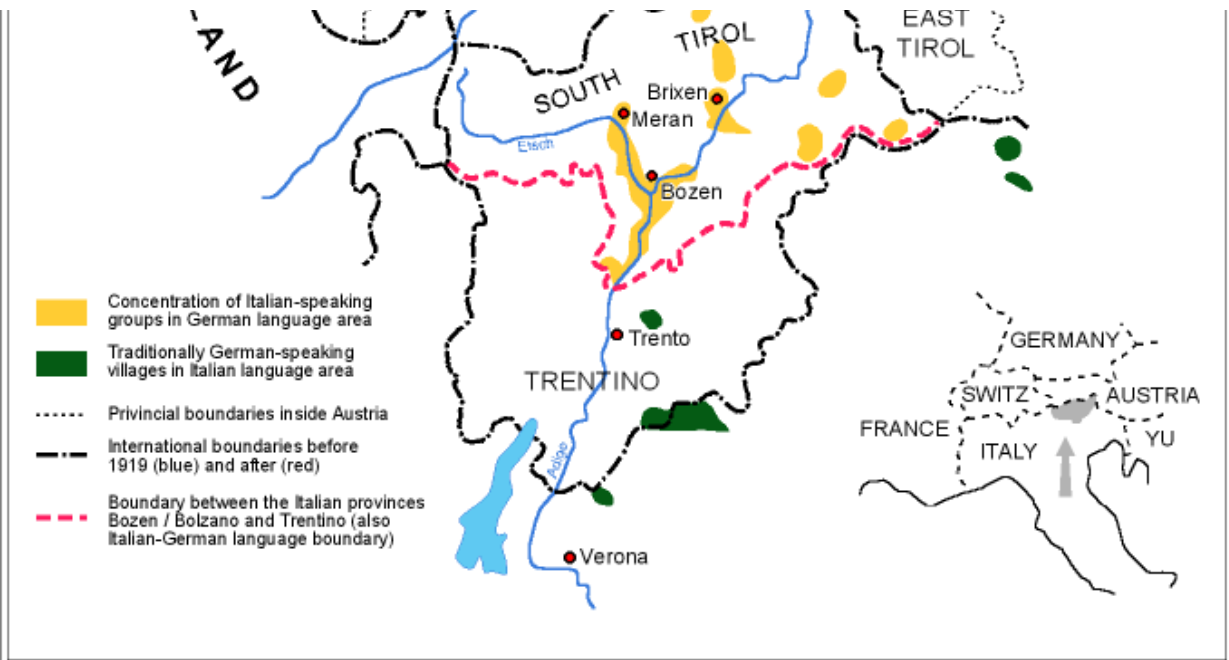 AND
EAST
TIROL
TIROL
SOUTH
Brixen
Meran
Etsch
Bozen
Concentration of Italian-speaking
groups in German language area
Traditionally German-speaking
villages in Italian language area
Privincial boundaries inside Austria
International boundaries before
1919 (blue) and after (red)
Boundary between the Italian provinces
Bozen / Bolzano and Trentino (also
Italian-German language boundary)
Trento
TRENTINO
Adige
Verona
GERMANY
SWITZ
AUSTRIA
FRANCE
ITALY
YU